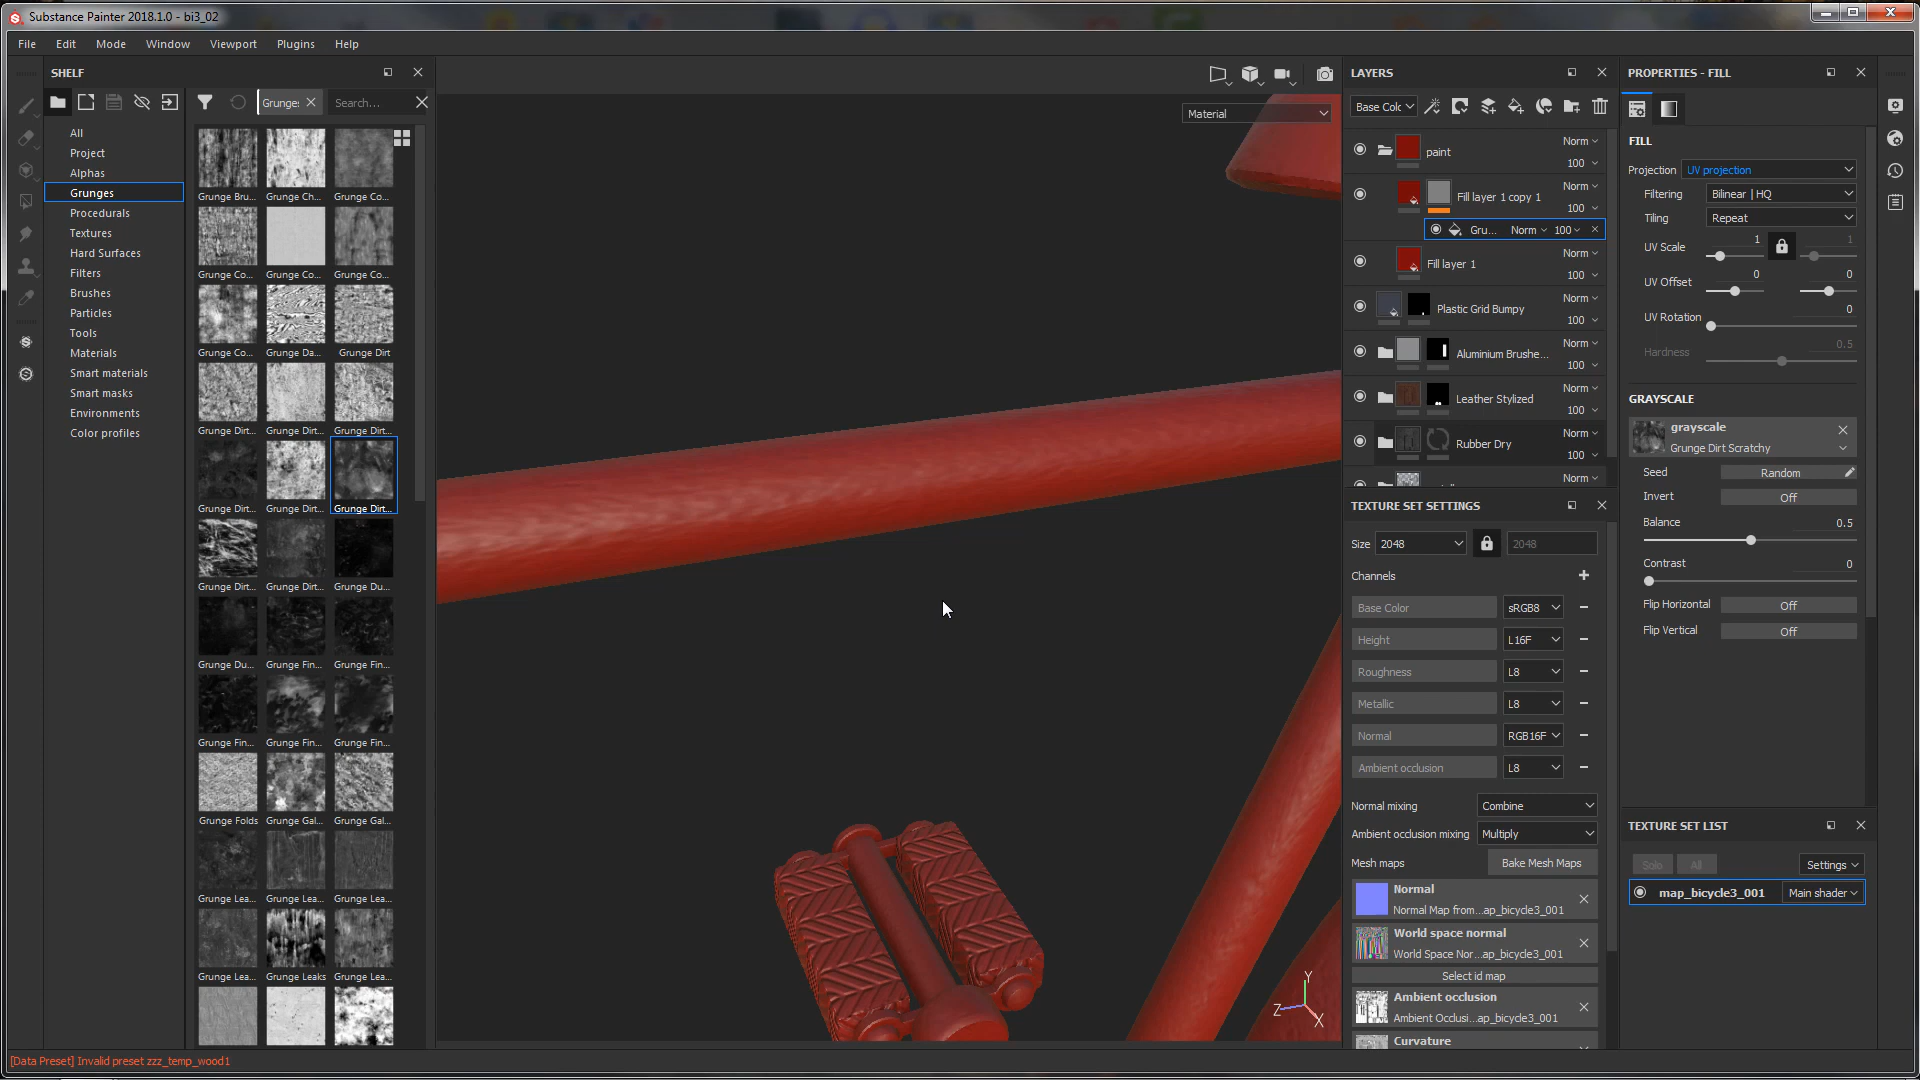 Substance Painter 2018.1.0 - bi3_02
File Edit Mode Window Viewport Plugins Help
SHELF
Grunges
Search...
All
Project
Alphas
Grunges
Procedurals
Textures
Hard Surfaces
Filters
Brushes
Particles
Tools
Materials
Smart materials
Smart masks
Environments
Color profiles
Grunge Bru... Grunge Ch... Grunge Co...
Grunge Co... Grunge Co... Grunge Co...
Grunge Co... Grunge Da... Grunge Dirt
Grunge Dirt... Grunge Dirt... Grunge Dirt...
Grunge Dirt... Grunge Dirt... Grunge Dirt...
Grunge Dirt... Grunge Dirt... Grunge Du...
Grunge Du... Grunge Fin... Grunge Fin...
Grunge Fin... Grunge Fin... Grunge Fin...
Grunge Folds Grunge Gal... Grunge Gal...
Grunge Lea... Grunge Lea... Grunge Lea...
Grunge Lea... Grunge Leaks Grunge Lea...
Material
Y
Z
X
LAYERS
Base Colc
paint Norm 100
Fill layer 1 copy 1 Norm 100
Gru... Norm 100
Fill layer 1 Norm 100
Plastic Grid Bumpy Norm 100
Aluminium Brushe... Norm 100
Leather Stylized Norm 100
Rubber Dry Norm 100
Norm
TEXTURE SET SETTINGS
Size 2048 2048
Channels
Base Color sRGB8
Height L16F
Roughness L8
Metallic L8
Normal RGB16F
Ambient occlusion L8
Normal mixing Combine
Ambient occlusion mixing Multiply
Mesh maps Bake Mesh Maps
Normal
Normal Map from...ap_bicycle3_001
World space normal
World Space Nor...ap_bicycle3_001
Select id map
Ambient occlusion
Ambient Occlusi...ap_bicycle3_001
Curvature
PROPERTIES - FILL
FILL
Projection UV projection
Filtering Bilinear | HQ
Tiling Repeat
UV Scale 1 1
UV Offset 0 0
UV Rotation 0
Hardness 0.5
GRAYSCALE
grayscale
Grunge Dirt Scratchy
Seed Random
Invert Off
Balance 0.5
Contrast 0
Flip Horizontal Off
Flip Vertical Off
TEXTURE SET LIST
Solo All Settings
map_bicycle3_001 Main shader
[Data Preset] Invalid preset zzz_temp_wood1